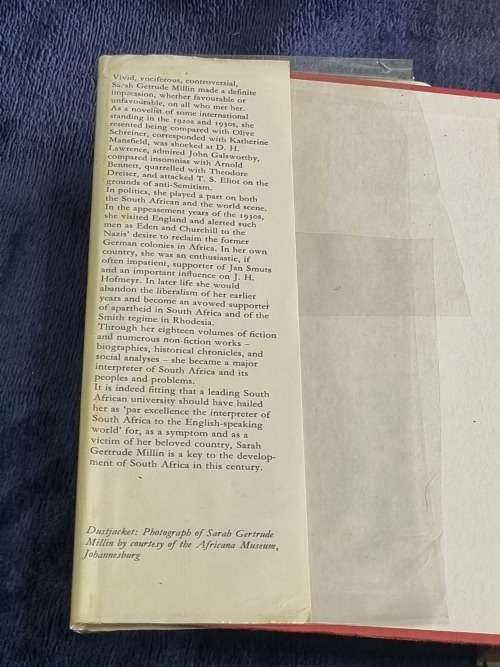 Vivid, vociferous, controversial,
Sarah Gertrude Millin made a definite
impression, whether favourable or
unfavourable, on all who met her.
As a novelist of some international
standing in the 1920s and 1930s, she
resented being compared with Olive
Schreiner, corresponded with Katherine
Mansfield, was shocked at D. H.
Lawrence, admired John Galsworthy,
compared insomnias with Arnold
Bennett, quarrelled with Theodore
Dreiser, and attacked T. S. Eliot on the
grounds of anti-Semitism.
In politics, she played a part on both
the South African and the world scene.
In the appeasement years of the 1930s,
she visited England and alerted such
men as Eden and Churchill to the
Nazis' desire to reclaim the former
German colonies in Africa. In her own
country, she was an enthusiastic, if
often impatient, supporter of Jan Smuts
and an important influence on J. H.
Hofmeyr. In later life she would
abandon the liberalism of her earlier
years and become an avowed supporter
of apartheid in South Africa and of the
Smith regime in Rhodesia.
Through her eighteen volumes of fiction
and numerous non-fiction works –
biographies, historical chronicles, and
social analyses – she became a major
interpreter of South Africa and its
peoples and problems.
It is indeed fitting that a leading South
African university should have hailed
her as 'par excellence the interpreter of
South Africa to the English-speaking
world' for, as a symptom and as a
victim of her beloved country, Sarah
Gertrude Millin is a key to the develop-
ment of South Africa in this century.
Dustjacket: Photograph of Sarah Gertrude
Millin by courtesy of the Africana Museum,
Johannesburg